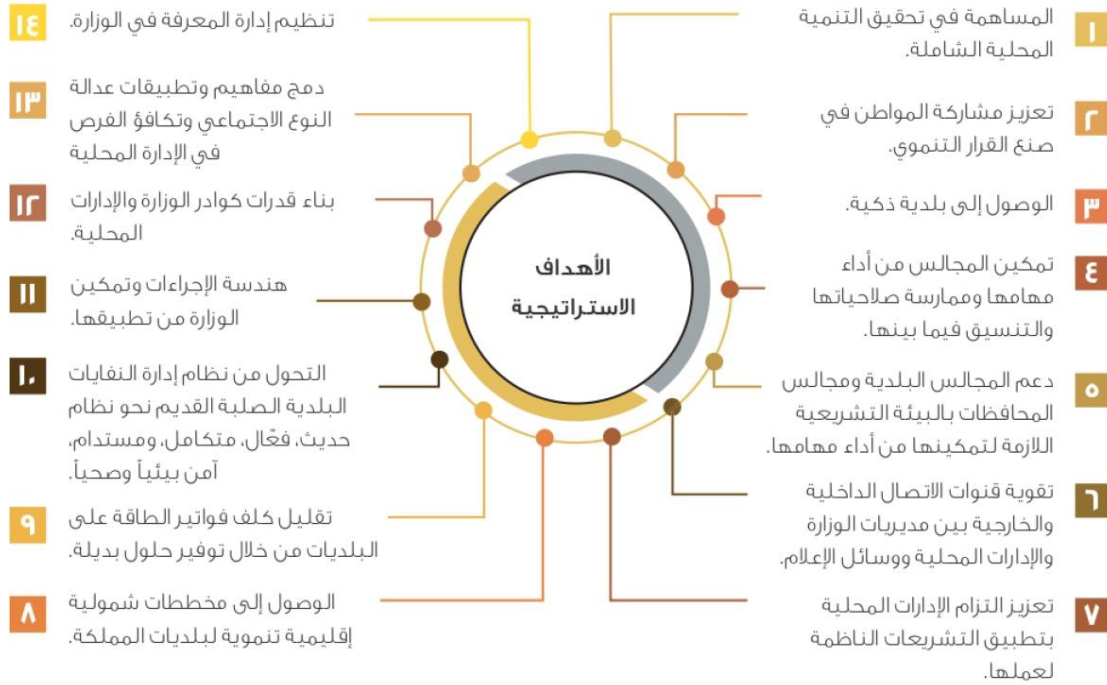 الأهداف
الاستراتيجية
١
المساهمة في تحقيق التنمية
المحلية الشاملة.
٢
تعزيز مشاركة المواطن في
صنع القرار التنموي.
٣
الوصول إلى بلدية ذكية.
٤
تمكين المجالس من أداء
مهامها وممارسة صلاحياتها
والتنسيق فيما بينها.
٥
دعم المجالس البلدية ومجالس
المحافظات بالبيئة التشريعية
اللازمة لتمكينها من أداء مهامها.
٦
تقوية قنوات الاتصال الداخلية
والخارجية بين مديريات الوزارة
والإدارات المحلية ووسائل الإعلام.
٧
تعزيز التزام الإدارات المحلية
بتطبيق التشريعات الناظمة
لعملها.
٨
الوصول إلى مخططات شمولية
إقليمية تنموية لبلديات المملكة.
٩
تقليل كلف فواتير الطاقة على
البلديات من خلال توفير حلول بديلة.
١٠
التحول من نظام إدارة النفايات
البلدية الصلبة القديم نحو نظام
حديث، فعّال، متكامل، ومستدام،
آمن بيئياً وصحياً.
١١
هندسة الإجراءات وتمكين
الوزارة من تطبيقها.
١٢
بناء قدرات كوادر الوزارة والإدارات
المحلية.
١٣
دمج مفاهيم وتطبيقات عدالة
النوع الاجتماعي وتكافؤ الفرص
في الإدارة المحلية
١٤
تنظيم إدارة المعرفة في الوزارة.